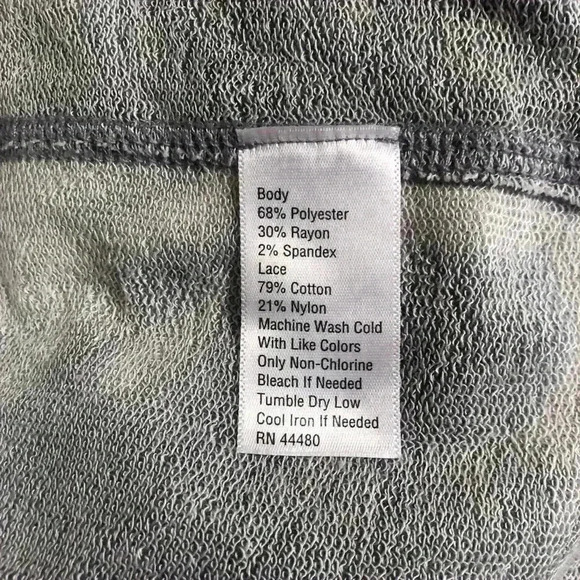 Body
68% Polyester
30% Rayon
2% Spandex
Lace
79% Cotton
21% Nylon
Machine Wash Cold
With Like Colors
Only Non-Chlorine
Bleach If Needed
Tumble Dry Low
Cool Iron If Needed
RN 44480